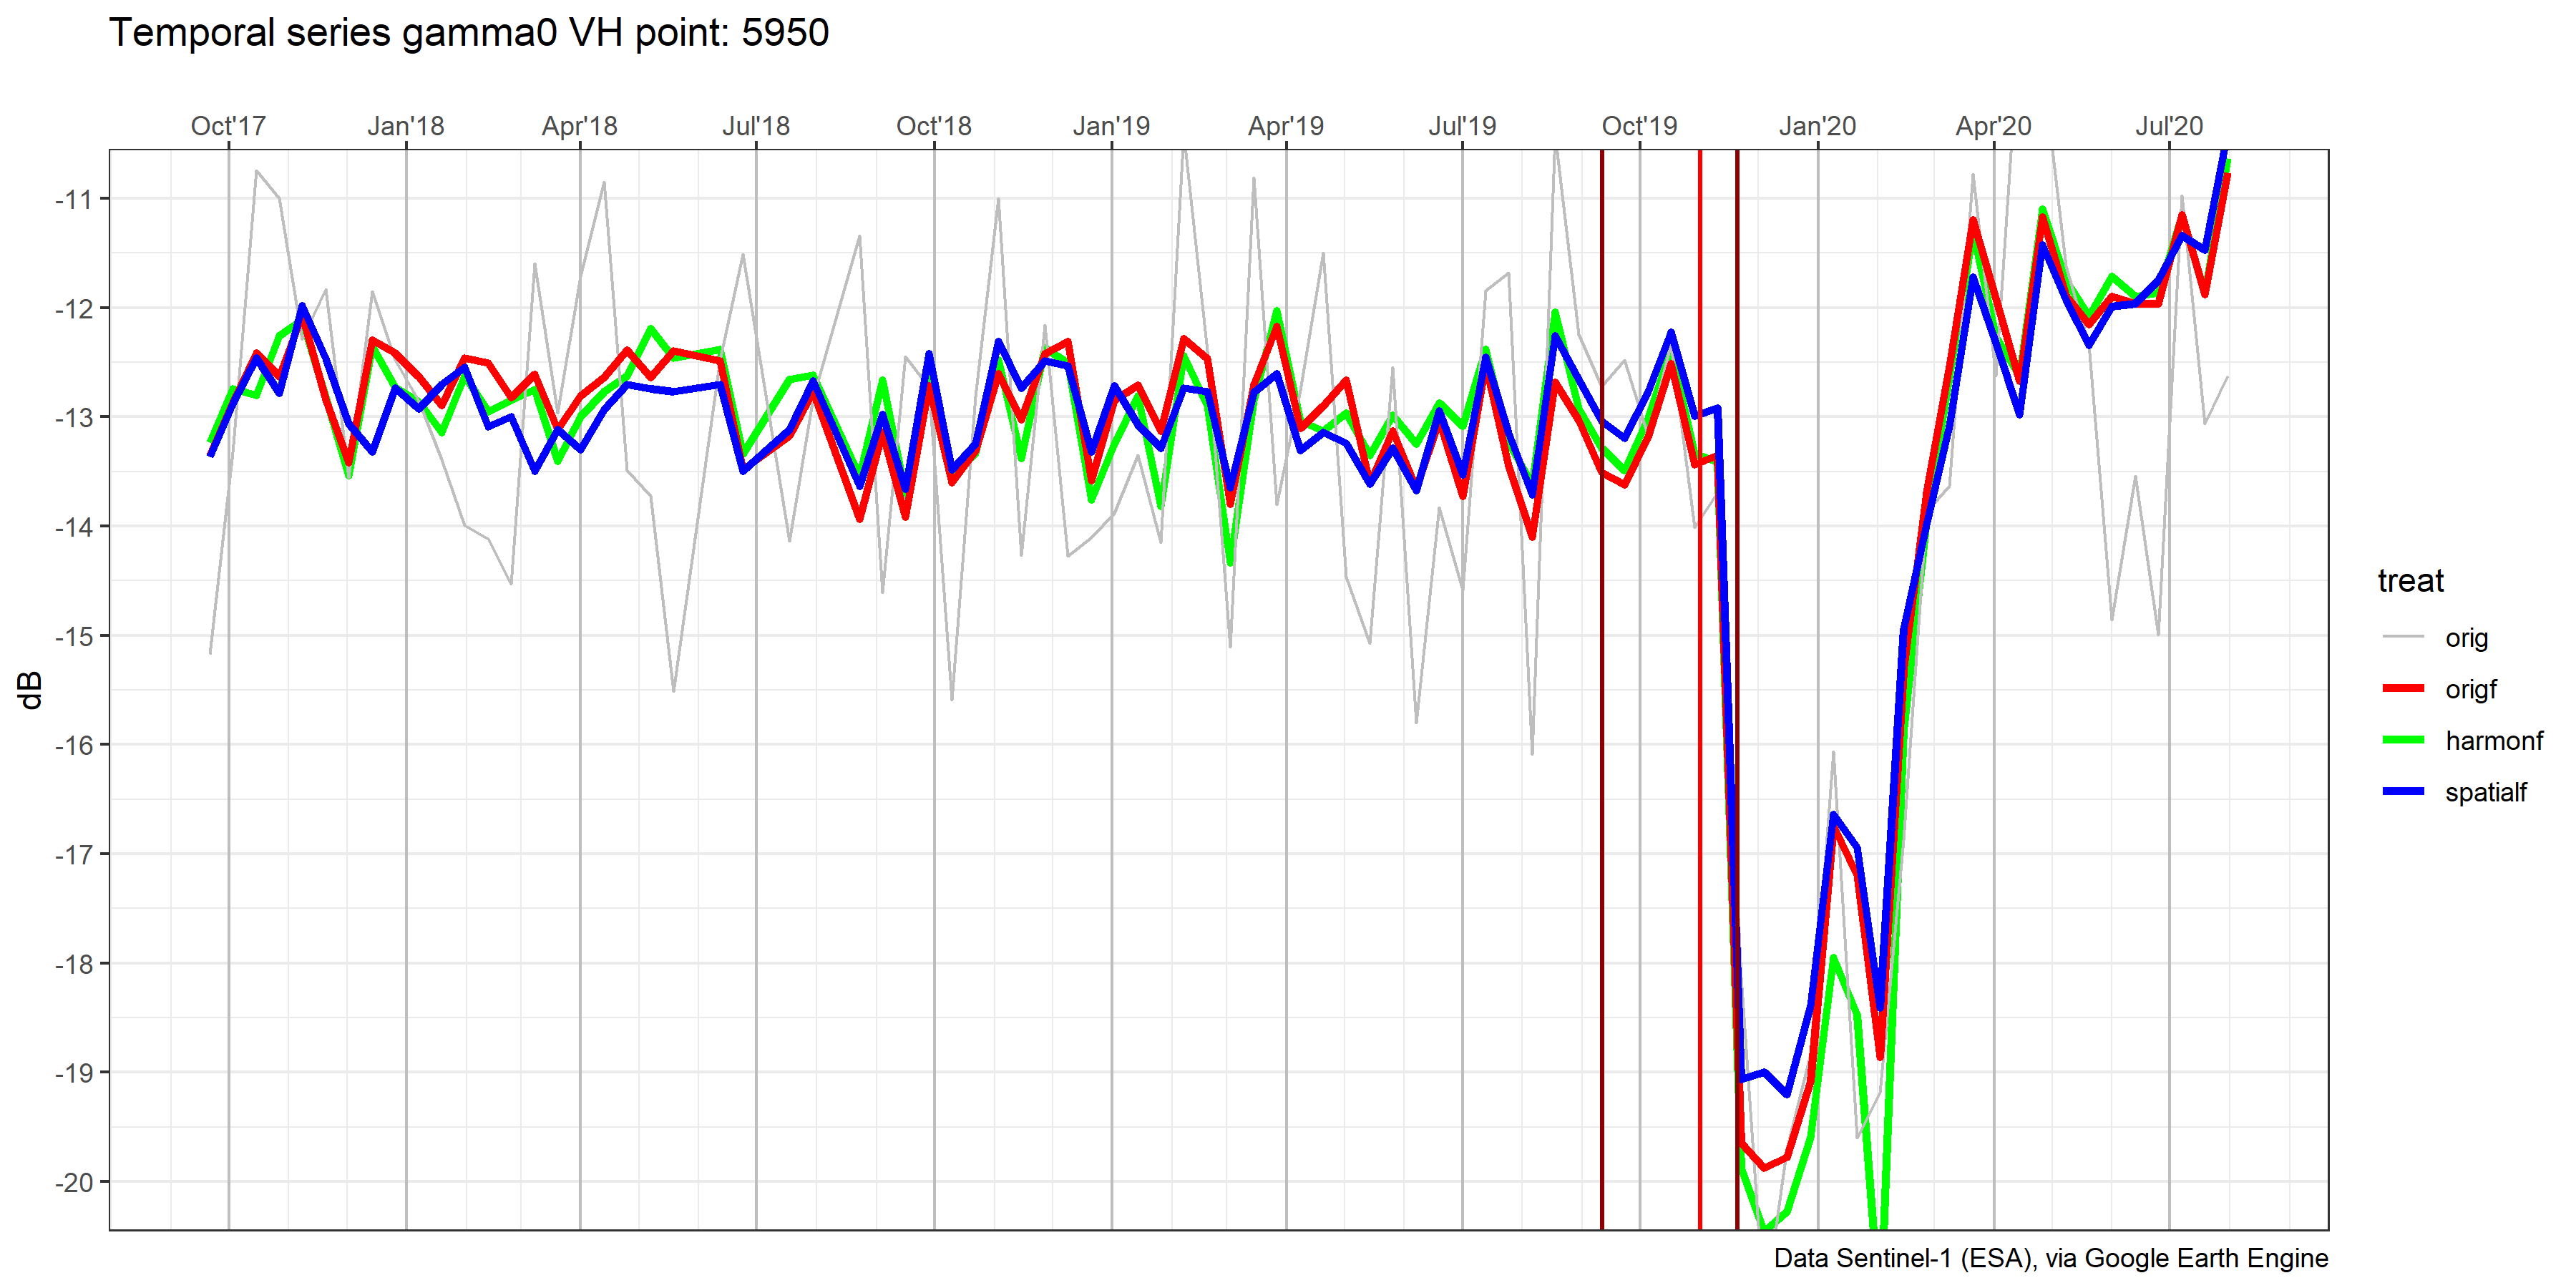 Temporal series gamma0 VH point: 5950
Oct'17 Jan'18 Apr'18 Jul'18 Oct'18 Jan'19 Apr'19 Jul'19 Oct'19 Jan'20 Apr'20 Jul'20
-11
-12
-13
-14
-15
-16
-17
-18
-19
-20
dB
treat
orig
origf
harmonf
spatialf
Data Sentinel-1 (ESA), via Google Earth Engine